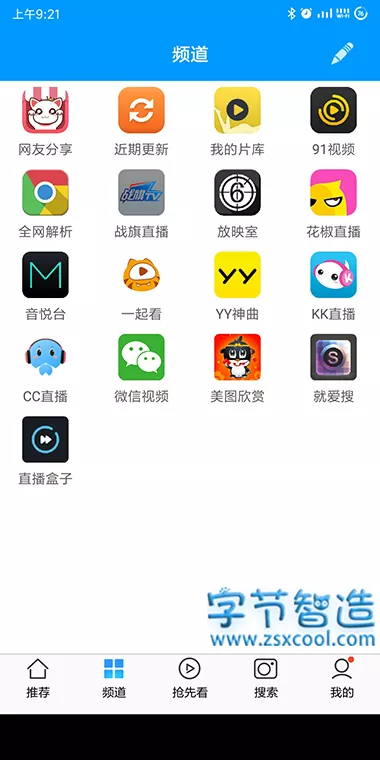 上午9:21
频道
网友分享 近期更新 我的片库 91视频
全网解析 战旗直播 放映室 花椒直播
音悦台 一起看 YY神曲 KK直播
CC直播 微信视频 美图欣赏 就爱搜
直播盒子
字节智造
www.zsxcool.com
推荐 频道 抢先看 搜索 我的